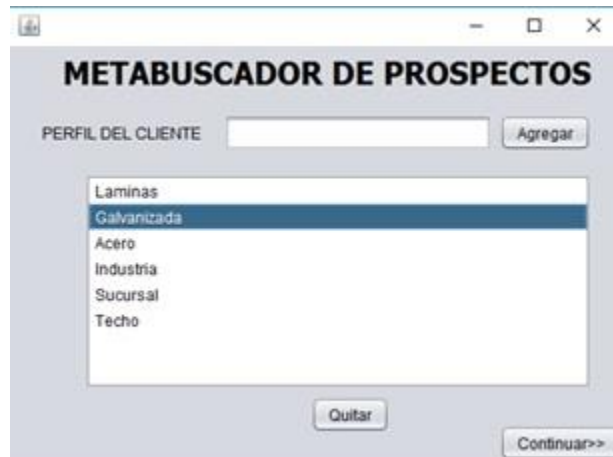 METABUSCADOR DE PROSPECTOS
PERFIL DEL CLIENTE Agregar
Laminas
Galvanizada
Acero
Industria
Sucursal
Techo
Quitar
Continuar>>